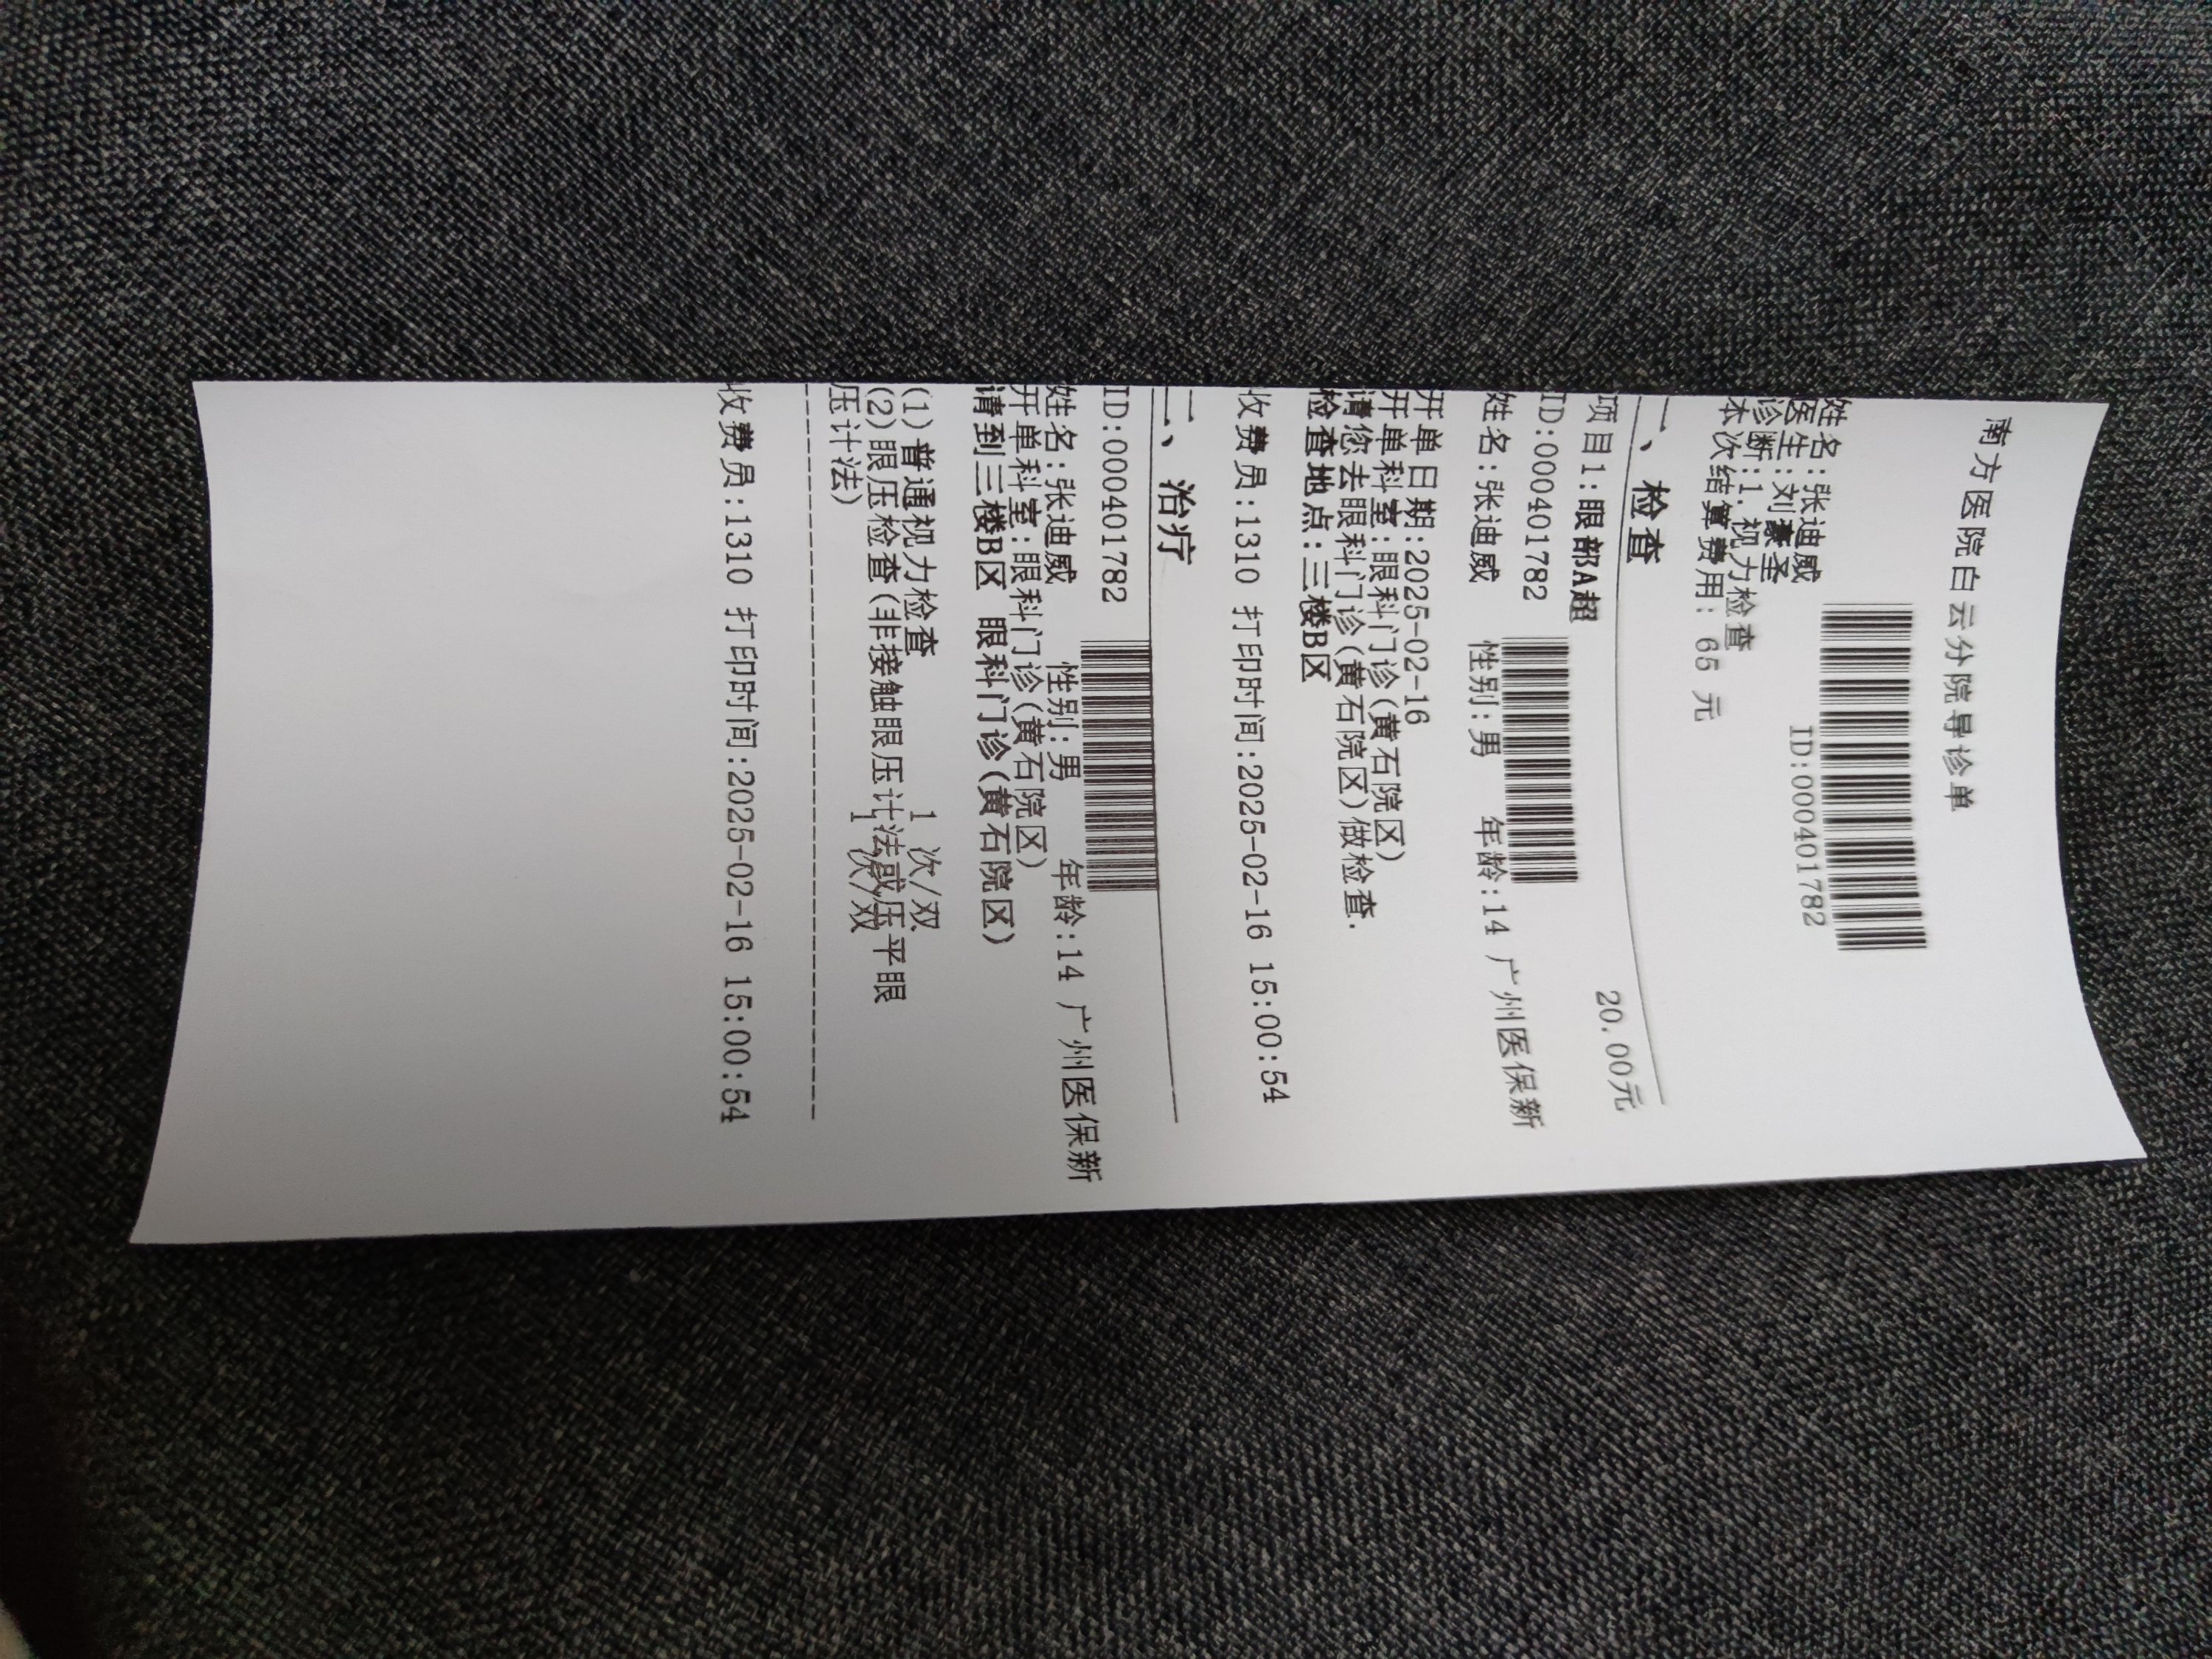 南方医院白云分院导诊单
姓名:张迪威
ID:000401782
医生:刘豪圣
诊断:1.视力检查
本次结算费用: 65 元
一、检查
项目1:眼部A超 20.00元
ID:000401782
姓名:张迪威 性别:男 年龄:14 广州医保新
开单日期:2025-02-16
开单科室:眼科门诊(黄石院区)
请您去眼科门诊(黄石院区)做检查.
检查地点:三楼B区
收费员:1310 打印时间:2025-02-16 15:00:54
二、治疗
ID:000401782
姓名:张迪威 性别:男 年龄:14 广州医保新
开单科室:眼科门诊(黄石院区)
请到三楼B区 眼科门诊(黄石院区)
(1)普通视力检查 1 次/双
(2)眼压检查(非接触眼压计法或压平眼
压计法) 1 次/双
收费员:1310 打印时间:2025-02-16 15:00:54